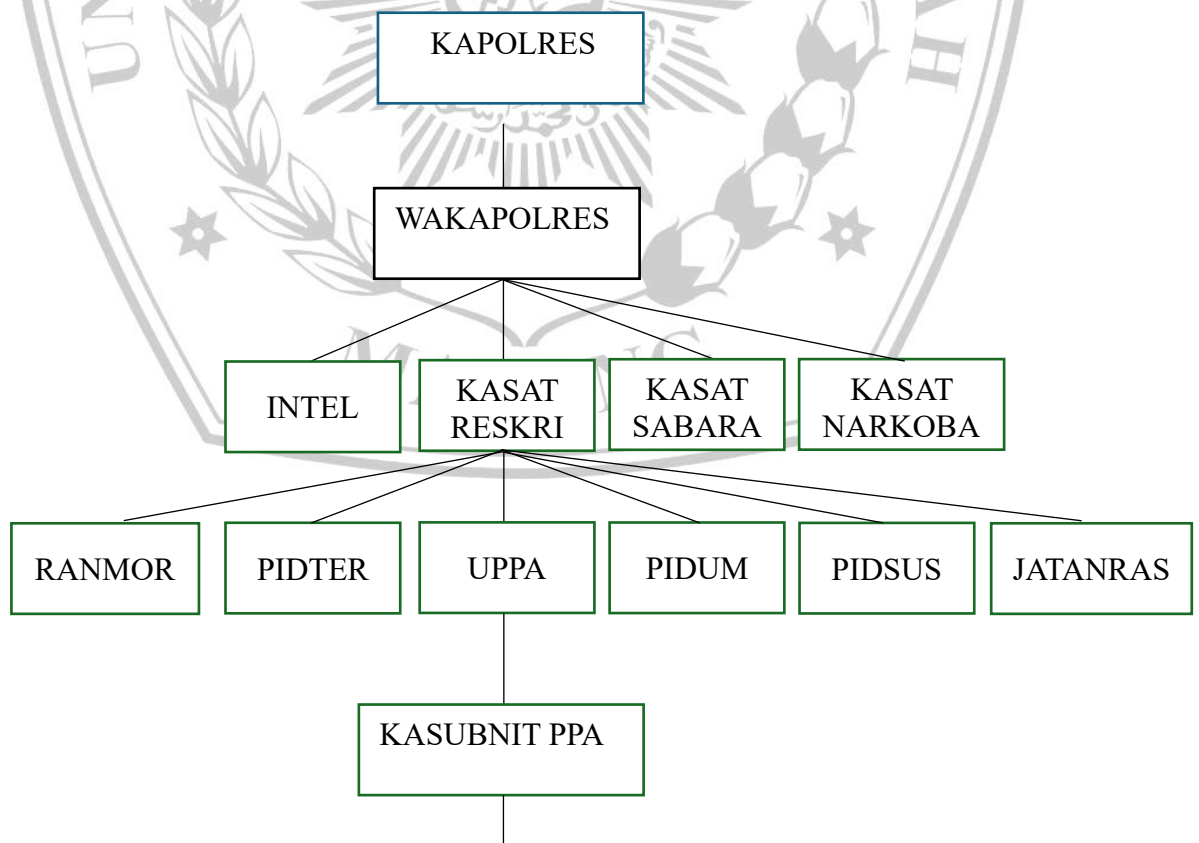 KAPOLRES
WAKAPOLRES
INTEL
KASAT
RESKRI
KASAT
SABARA
KASAT
NARKOBA
RANMOR
PIDTER
UPPA
PIDUM
PIDSUS
JATANRAS
KASUBNIT PPA